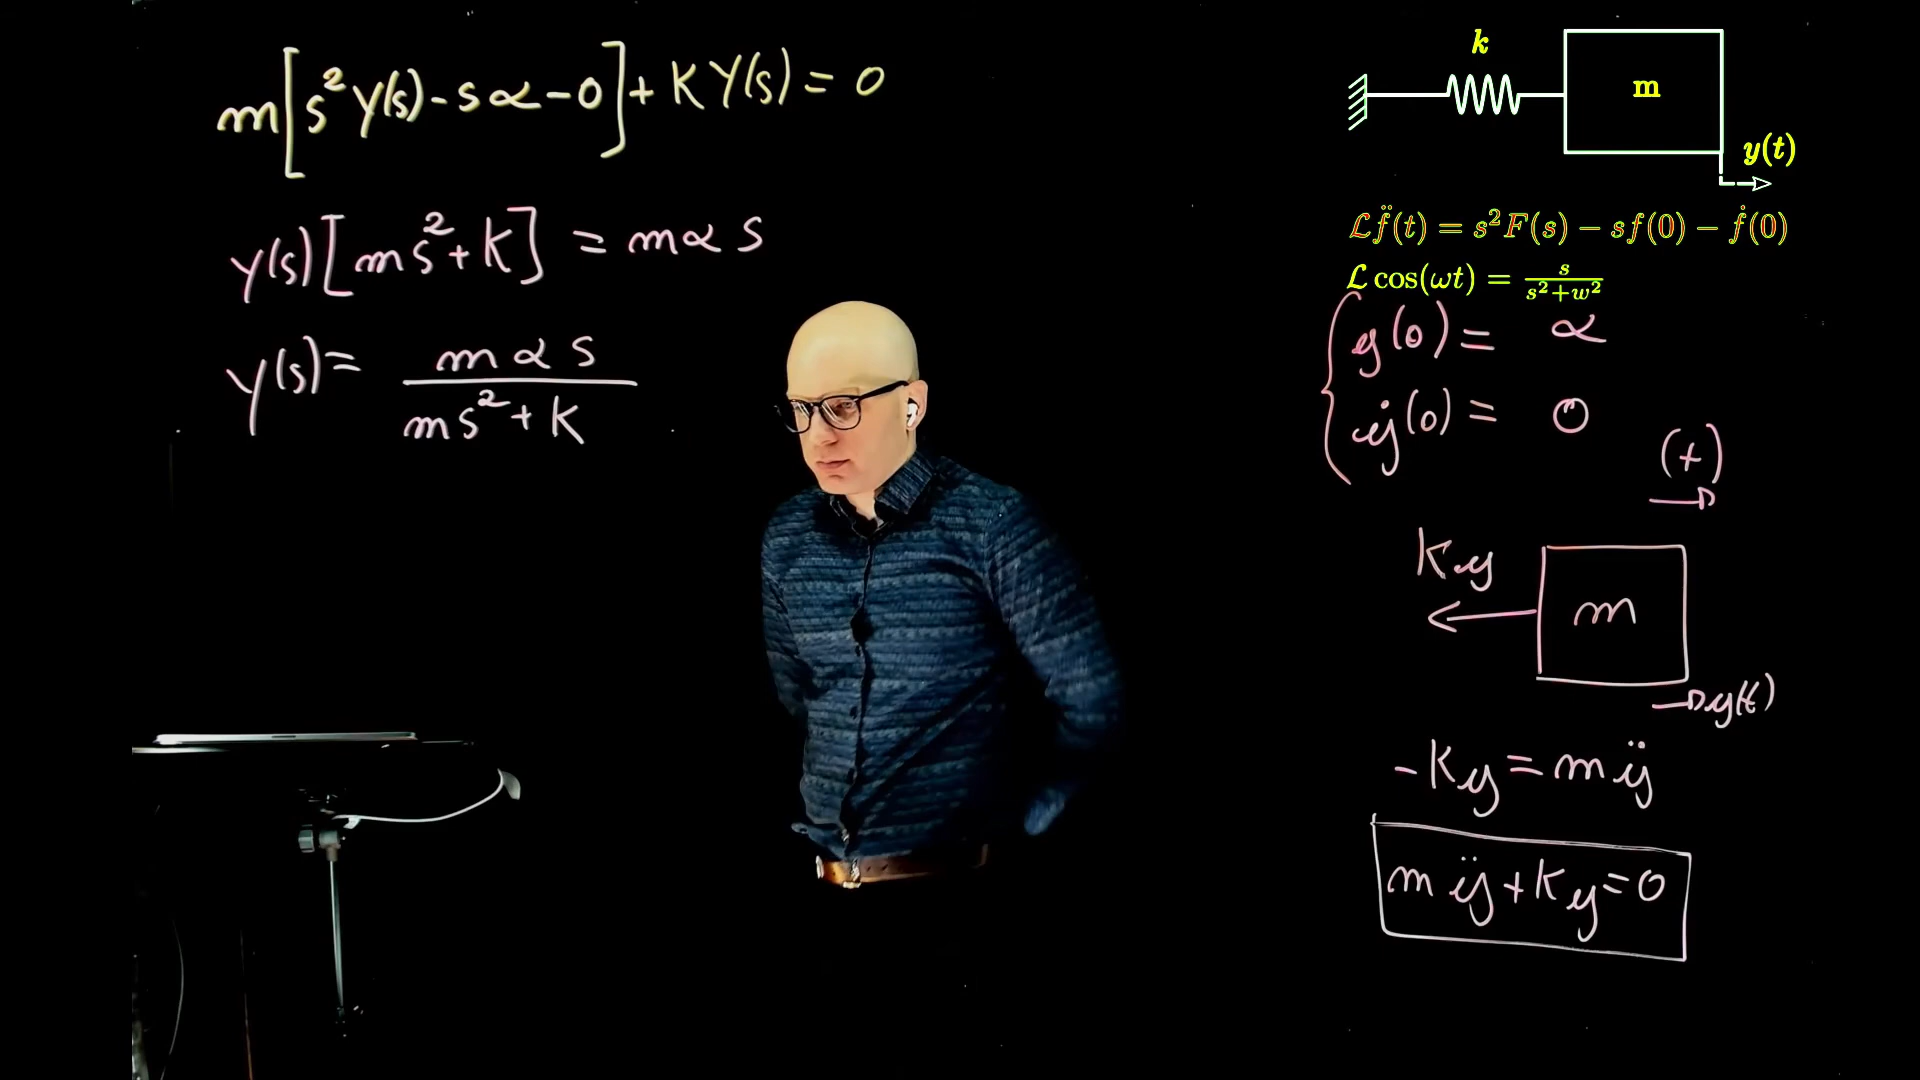 m[s²Y(s)-sα-0]+KY(s)=0
Y(s)[ms²+K]=mαs
Y(s)= mαs
ms²+K
k
m
y(t)
ℒf̈(t) = s²F(s) − sf(0) − ḟ(0)
ℒcos(ωt) = s/(s²+w²)
y(0)= α
ẏ(0)= 0
(+)
Ky
m
y(t)
-Ky=mÿ
mÿ+Ky=0